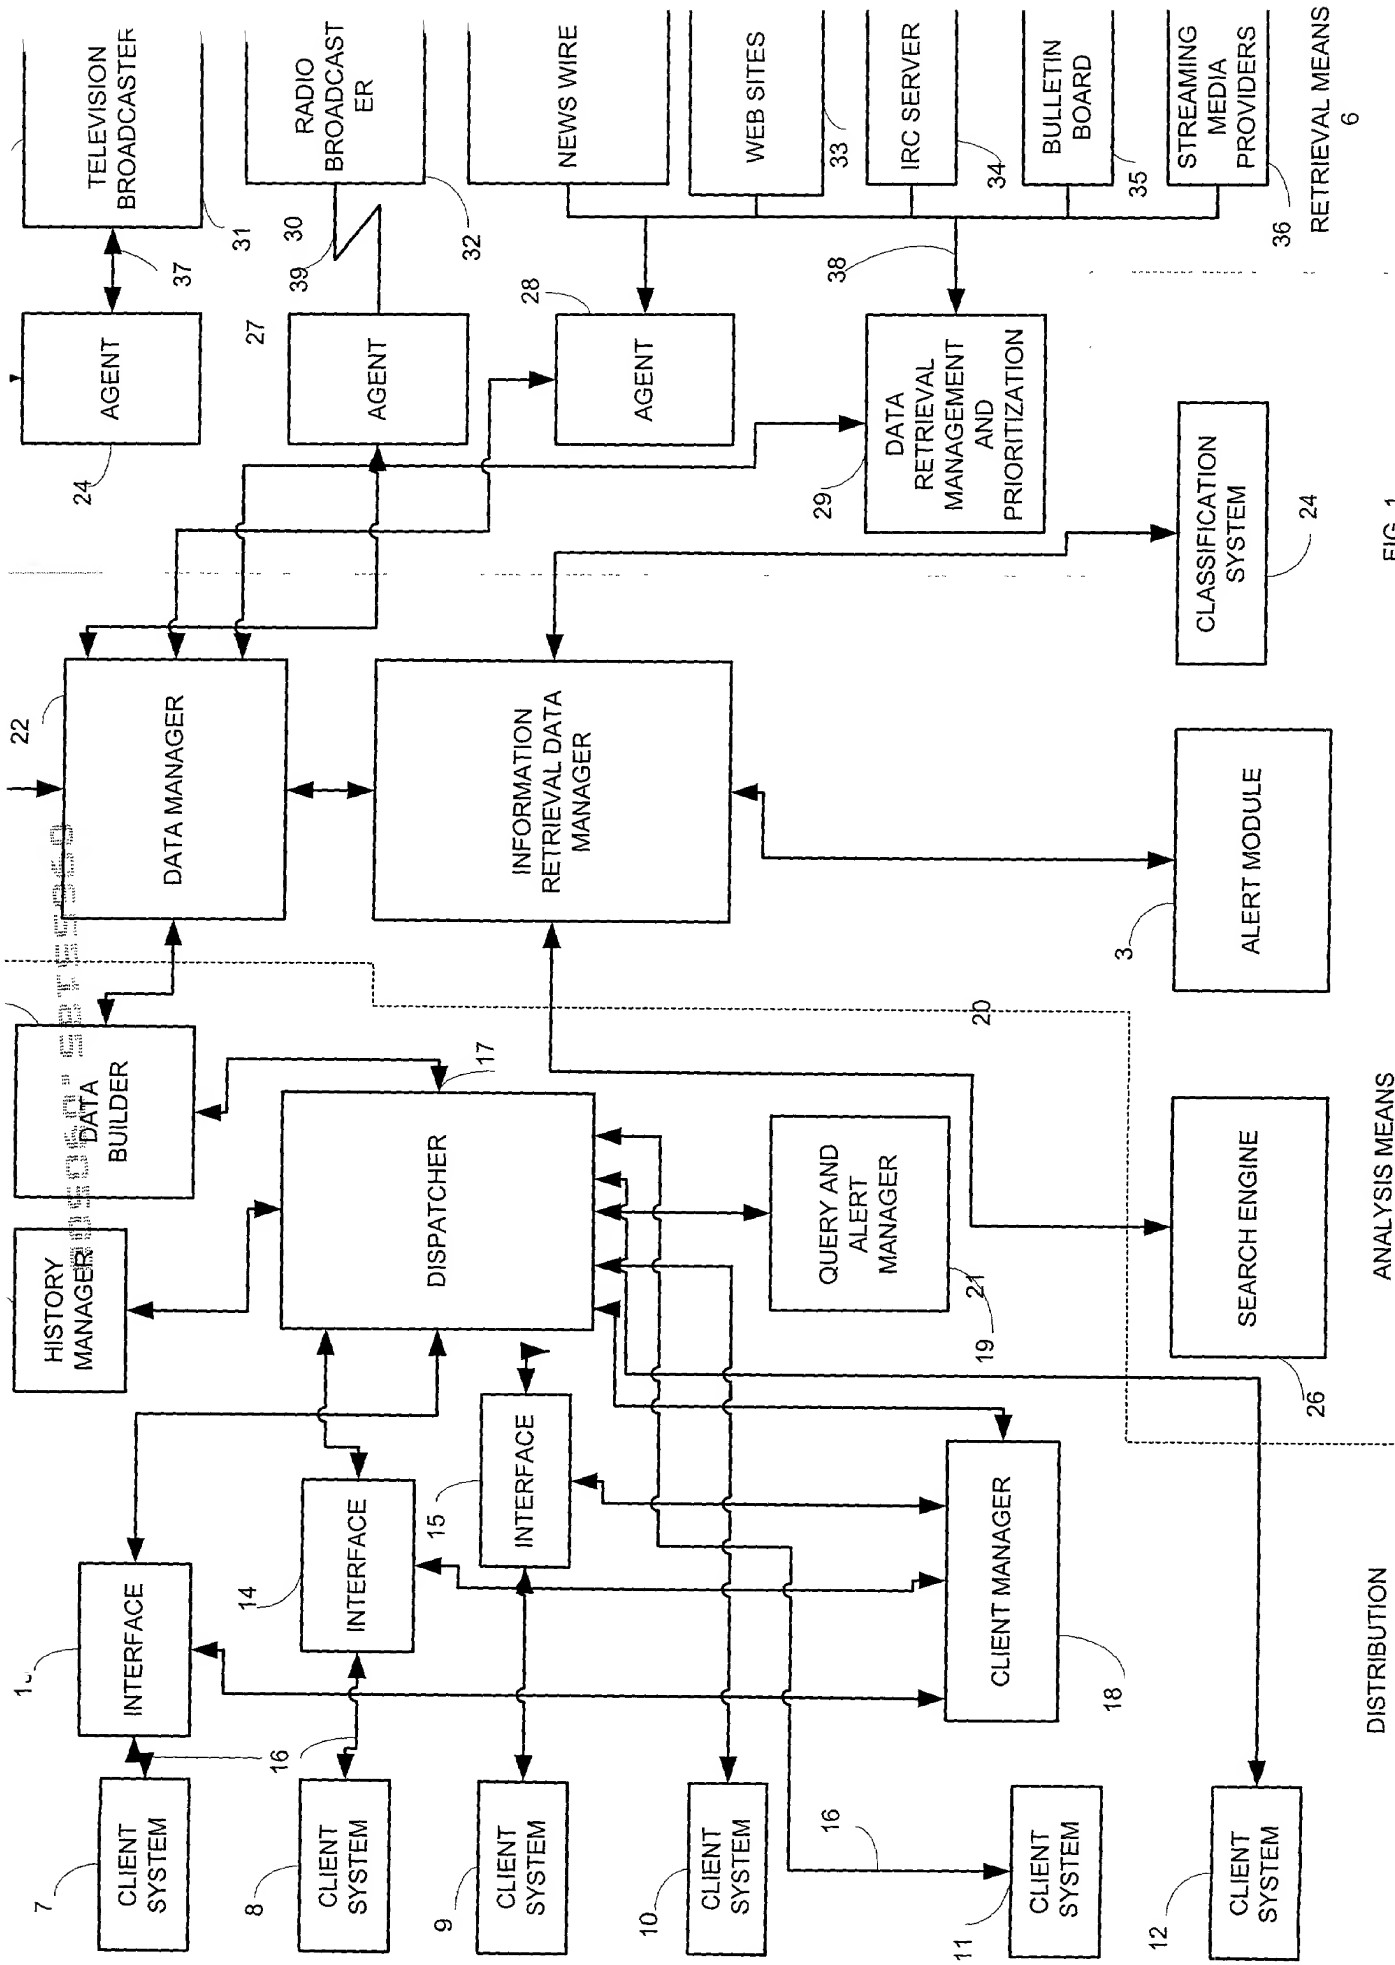 TELEVISION
BROADCASTER
31
37
AGENT
24
RADIO
BROADCAST
ER
30
32
39
27
AGENT
NEWS WIRE
28
AGENT
WEB SITES
33
IRC SERVER
34
38
BULLETIN
BOARD
35
STREAMING
MEDIA
PROVIDERS
36
RETRIEVAL MEANS
6
DATA
RETRIEVAL
MANAGEMENT
AND
PRIORITIZATION
29
CLASSIFICATION
SYSTEM
24
22
DATA MANAGER
INFORMATION
RETRIEVAL DATA
MANAGER
ALERT MODULE
3
20
DATA
BUILDER
HISTORY
MANAGER
17
DISPATCHER
QUERY AND
ALERT
MANAGER
21
19
SEARCH ENGINE
26
ANALYSIS MEANS
INTERFACE
14
INTERFACE
15
INTERFACE
CLIENT MANAGER
18
16
16
7
CLIENT
SYSTEM
8
CLIENT
SYSTEM
9
CLIENT
SYSTEM
10
CLIENT
SYSTEM
11
CLIENT
SYSTEM
12
CLIENT
SYSTEM
DISTRIBUTION